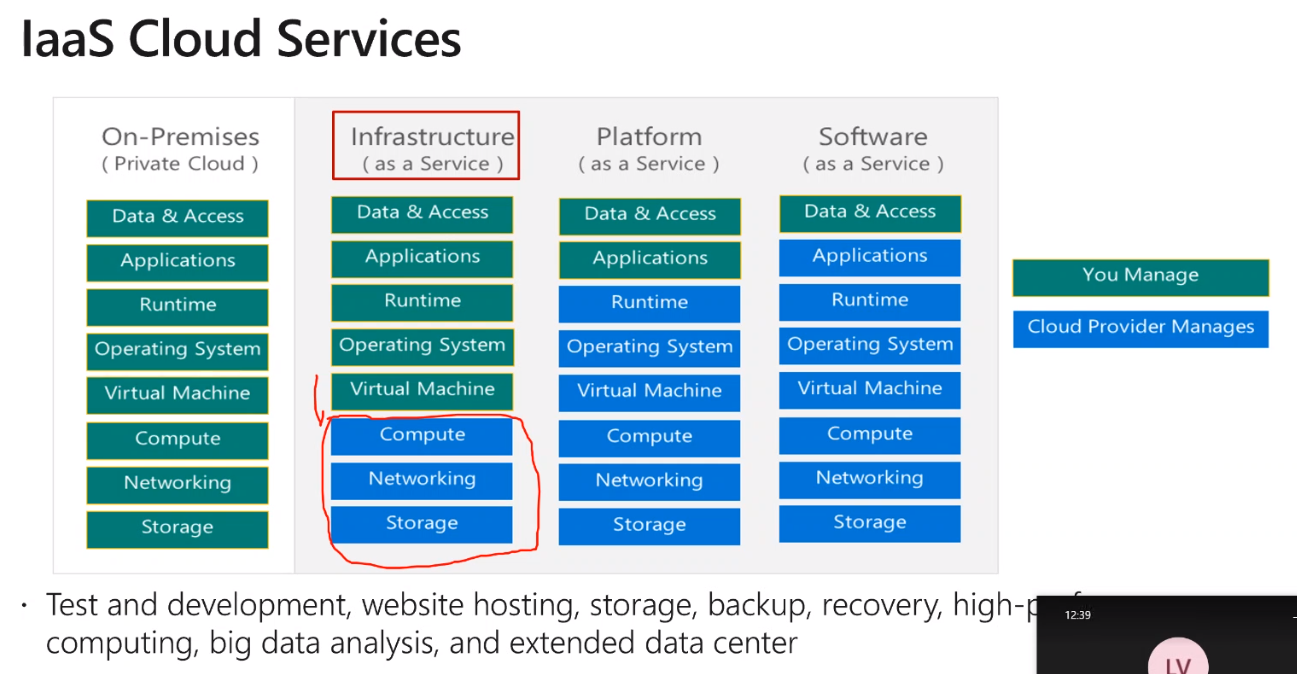 IaaS Cloud Services
On-Premises
( Private Cloud )
Data & Access
Applications
Runtime
Operating System
Virtual Machine
Compute
Networking
Storage
Infrastructure
( as a Service )
Data & Access
Applications
Runtime
Operating System
Virtual Machine
Compute
Networking
Storage
Platform
( as a Service )
Data & Access
Applications
Runtime
Operating System
Virtual Machine
Compute
Networking
Storage
Software
( as a Service )
Data & Access
Applications
Runtime
Operating System
Virtual Machine
Compute
Networking
Storage
You Manage
Cloud Provider Manages
· Test and development, website hosting, storage, backup, recovery,
computing, big data analysis, and extended data center
12:39
LV